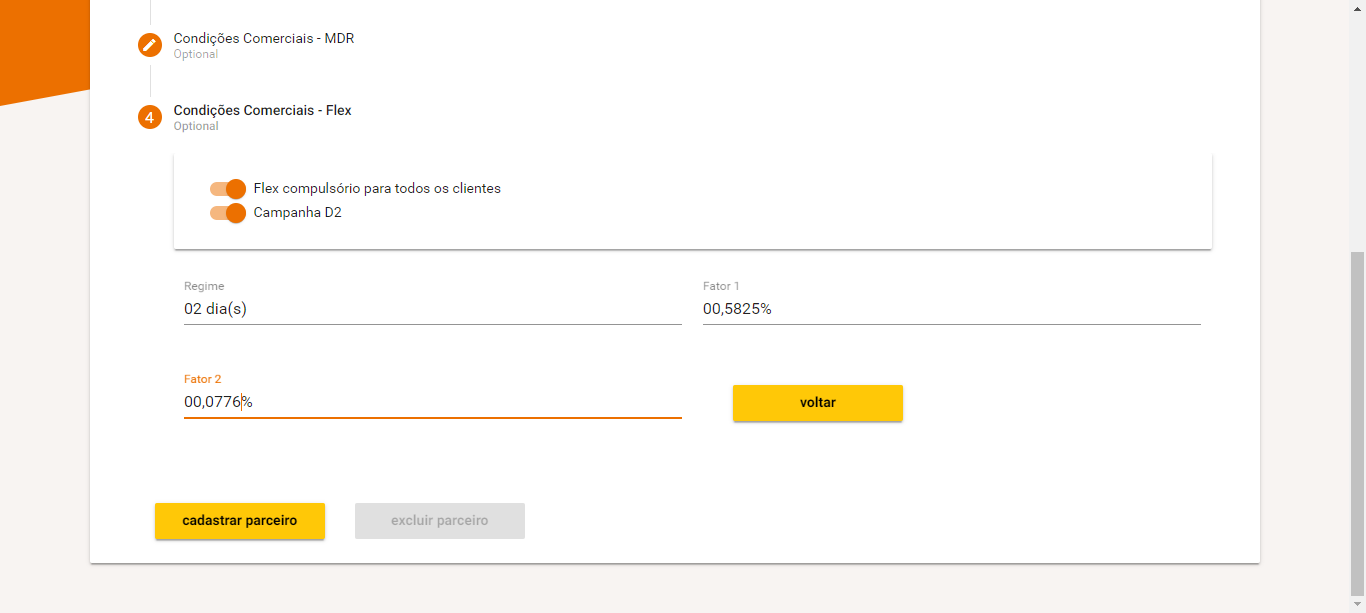 Condições Comerciais - MDR
Optional
4
Condições Comerciais - Flex
Optional
Flex compulsório para todos os clientes
Campanha D2
Regime
02 dia(s)
Fator 1
00,5825%
Fator 2
00,0776%
voltar
cadastrar parceiro
excluir parceiro